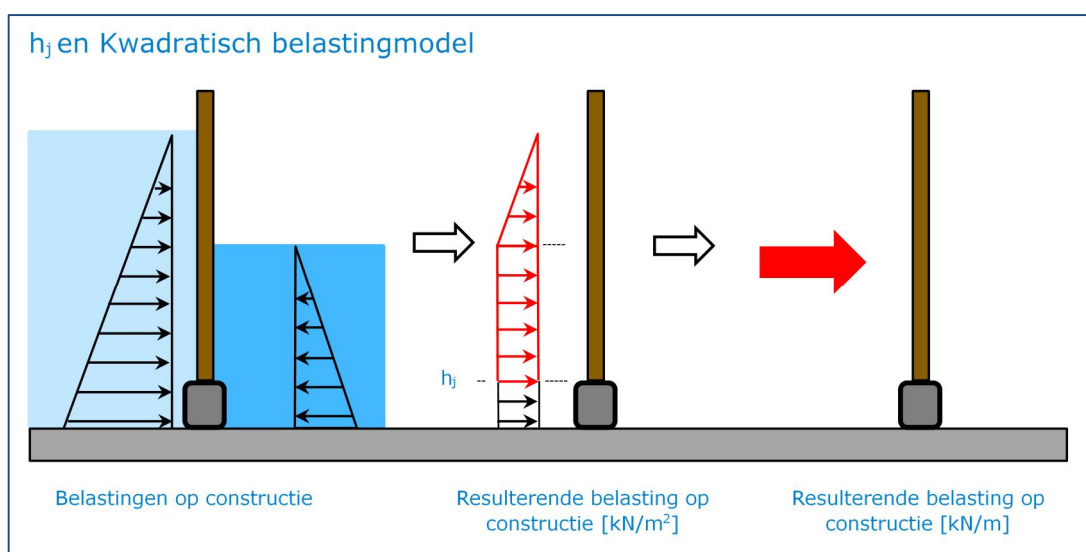 hj en Kwadratisch belastingmodel
hj
Belastingen op constructie
Resulterende belasting op
constructie [kN/m²]
Resulterende belasting op
constructie [kN/m]